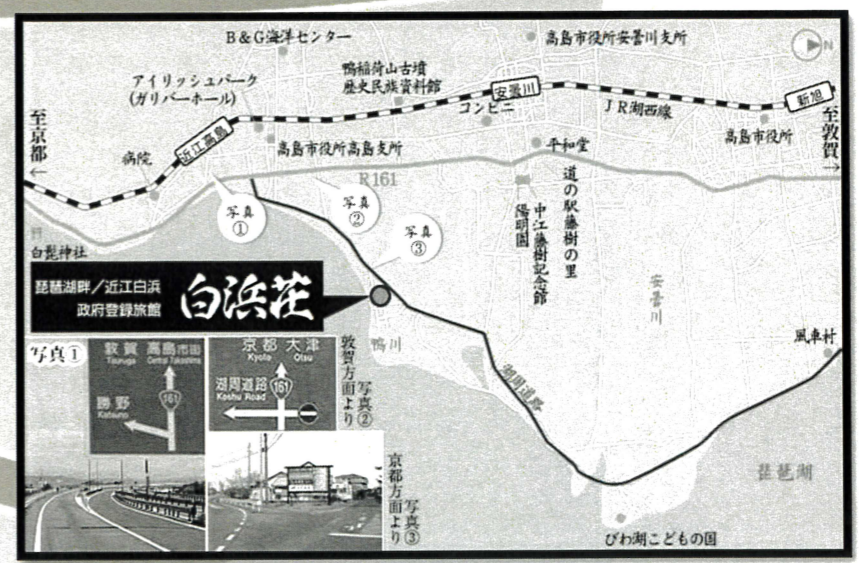 B&G海洋センター
高島市役所安曇川支所
N
アイリッシュパーク
(ガリバーホール)
鴨稲荷山古墳
歴史民族資料館
安曇川
コンビニ
JR湖西線
新旭
至京都
←
至敦賀
→
近江高島
病院
高島市役所高島支所
平和堂
高島市役所
R161
写真
①
写真
②
写真
③
道の駅藤樹の里
中江藤樹記念館
陽明園
白髭神社
安曇川
琵琶湖畔/近江白浜
政府登録旅館
白浜荘
鴨川
湖周道路
風車村
琵琶湖
びわ湖こどもの国
写真①
敦賀 高島市街
Tsuruga Central Takashima
161
勝野
Katsuno
京都 大津
Kyoto Otsu
湖周道路
Koshu Road
161
敦賀方面より
写真②
京都方面より
写真③